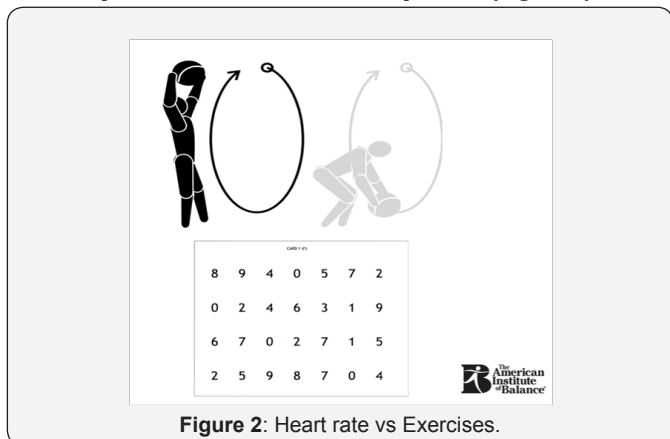 CARD 1 (F)
8 9 4 0 5 7 2
0 2 4 6 3 1 9
6 7 0 2 7 1 5
2 5 9 8 7 0 4
The
American
Institute
of Balance
Figure 2: Heart rate vs Exercises.